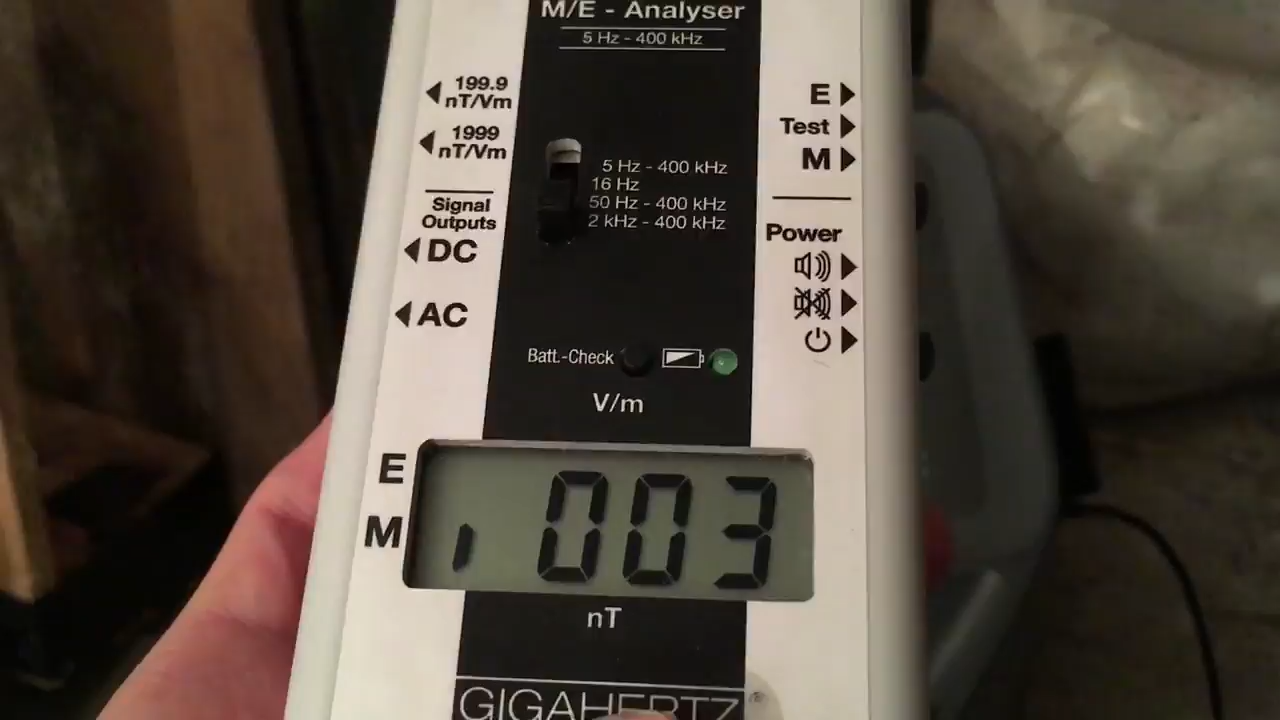 M/E - Analyser
5 Hz - 400 kHz
199.9
nT/Vm
1999
nT/Vm
Signal
Outputs
DC
AC
5 Hz - 400 kHz
16 Hz
50 Hz - 400 kHz
2 kHz - 400 kHz
E
Test
M
Power
Batt.-Check
V/m
E
M
003
nT
GIGAHERTZ
®